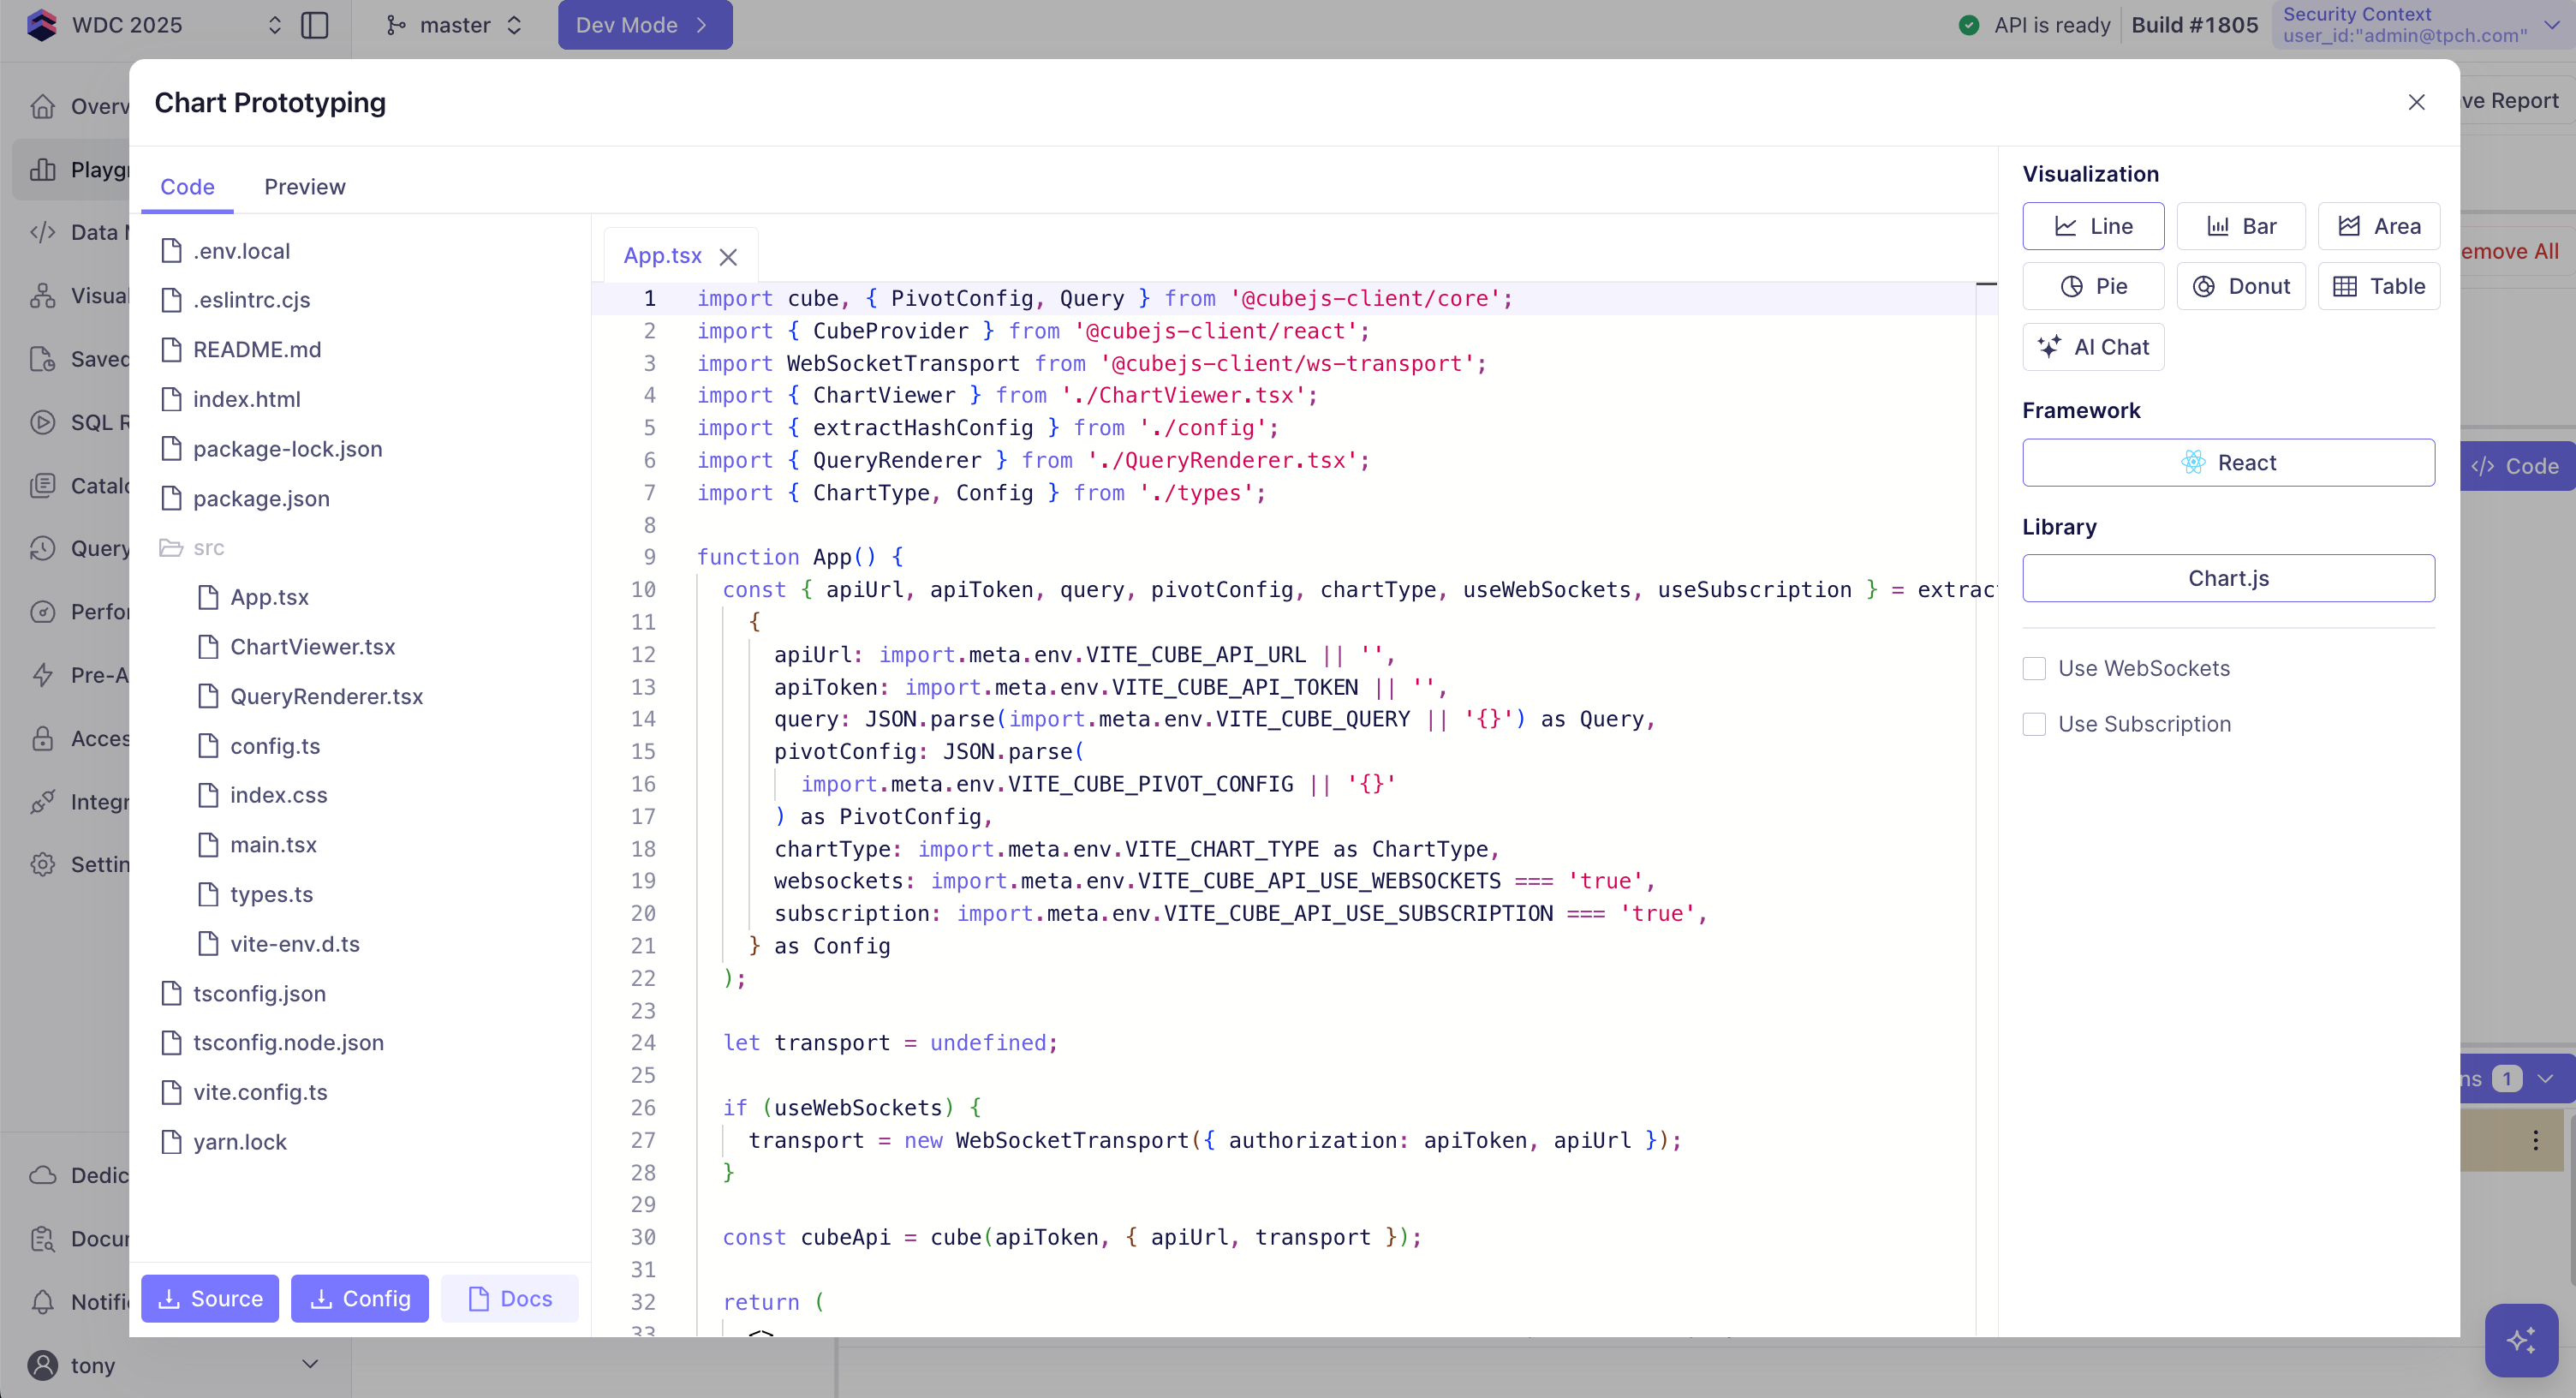 WDC 2025
master
Dev Mode
API is ready
Build #1805
Security Context
user_id:"admin@tpch.com"
Chart Prototyping
Code
Preview
.env.local
.eslintrc.cjs
README.md
index.html
package-lock.json
package.json
src
App.tsx
ChartViewer.tsx
QueryRenderer.tsx
config.ts
index.css
main.tsx
types.ts
vite-env.d.ts
tsconfig.json
tsconfig.node.json
vite.config.ts
yarn.lock
Source
Config
Docs
App.tsx
1 import cube, { PivotConfig, Query } from '@cubejs-client/core';
2 import { CubeProvider } from '@cubejs-client/react';
3 import WebSocketTransport from '@cubejs-client/ws-transport';
4 import { ChartViewer } from './ChartViewer.tsx';
5 import { extractHashConfig } from './config';
6 import { QueryRenderer } from './QueryRenderer.tsx';
7 import { ChartType, Config } from './types';
8
9 function App() {
10 const { apiUrl, apiToken, query, pivotConfig, chartType, useWebSockets, useSubscription } = extrac
11 {
12 apiUrl: import.meta.env.VITE_CUBE_API_URL || '',
13 apiToken: import.meta.env.VITE_CUBE_API_TOKEN || '',
14 query: JSON.parse(import.meta.env.VITE_CUBE_QUERY || '{}') as Query,
15 pivotConfig: JSON.parse(
16 import.meta.env.VITE_CUBE_PIVOT_CONFIG || '{}'
17 ) as PivotConfig,
18 chartType: import.meta.env.VITE_CHART_TYPE as ChartType,
19 websockets: import.meta.env.VITE_CUBE_API_USE_WEBSOCKETS === 'true',
20 subscription: import.meta.env.VITE_CUBE_API_USE_SUBSCRIPTION === 'true',
21 } as Config
22 );
23
24 let transport = undefined;
25
26 if (useWebSockets) {
27 transport = new WebSocketTransport({ authorization: apiToken, apiUrl });
28 }
29
30 const cubeApi = cube(apiToken, { apiUrl, transport });
31
32 return (
33 <>
Visualization
Line
Bar
Area
Pie
Donut
Table
AI Chat
Framework
React
Library
Chart.js
Use WebSockets
Use Subscription
Overv
Playg
Data
Visual
Saved
SQL R
Catalo
Query
Perfor
Pre-A
Acces
Integr
Settin
Dedic
Docur
Notifi
tony
ve Report
emove All
Code
ns 1